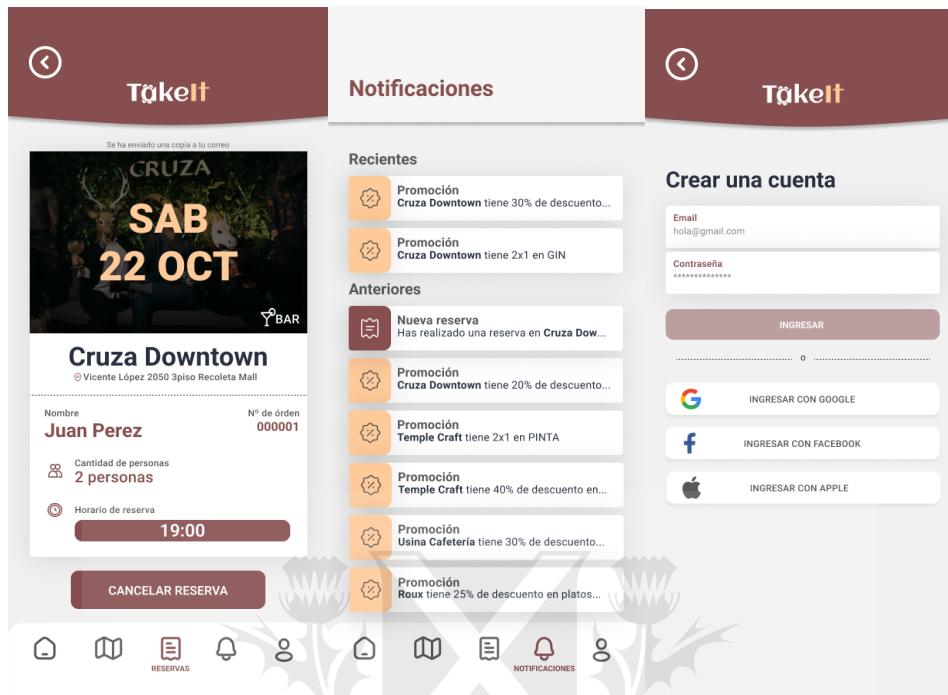 TakeIt
Se ha enviado una copia a tu correo
CRUZA
SAB
22 OCT
BAR
Cruza Downtown
Vicente López 2050 3piso Recoleta Mall
Nombre
Nº de órden
Juan Perez
000001
Cantidad de personas
2 personas
Horario de reserva
19:00
CANCELAR RESERVA
RESERVAS
Notificaciones
Recientes
Promoción
Cruza Downtown tiene 30% de descuento...
Promoción
Cruza Downtown tiene 2x1 en GIN
Anteriores
Nueva reserva
Has realizado una reserva en Cruza Dow...
Promoción
Cruza Downtown tiene 20% de descuento...
Promoción
Temple Craft tiene 2x1 en PINTA
Promoción
Temple Craft tiene 40% de descuento en...
Promoción
Usina Cafetería tiene 30% de descuento...
Promoción
Roux tiene 25% de descuento en platos...
NOTIFICACIONES
TakeIt
Crear una cuenta
Email
hola@gmail.com
Contraseña
**************
INGRESAR
o
INGRESAR CON GOOGLE
INGRESAR CON FACEBOOK
INGRESAR CON APPLE